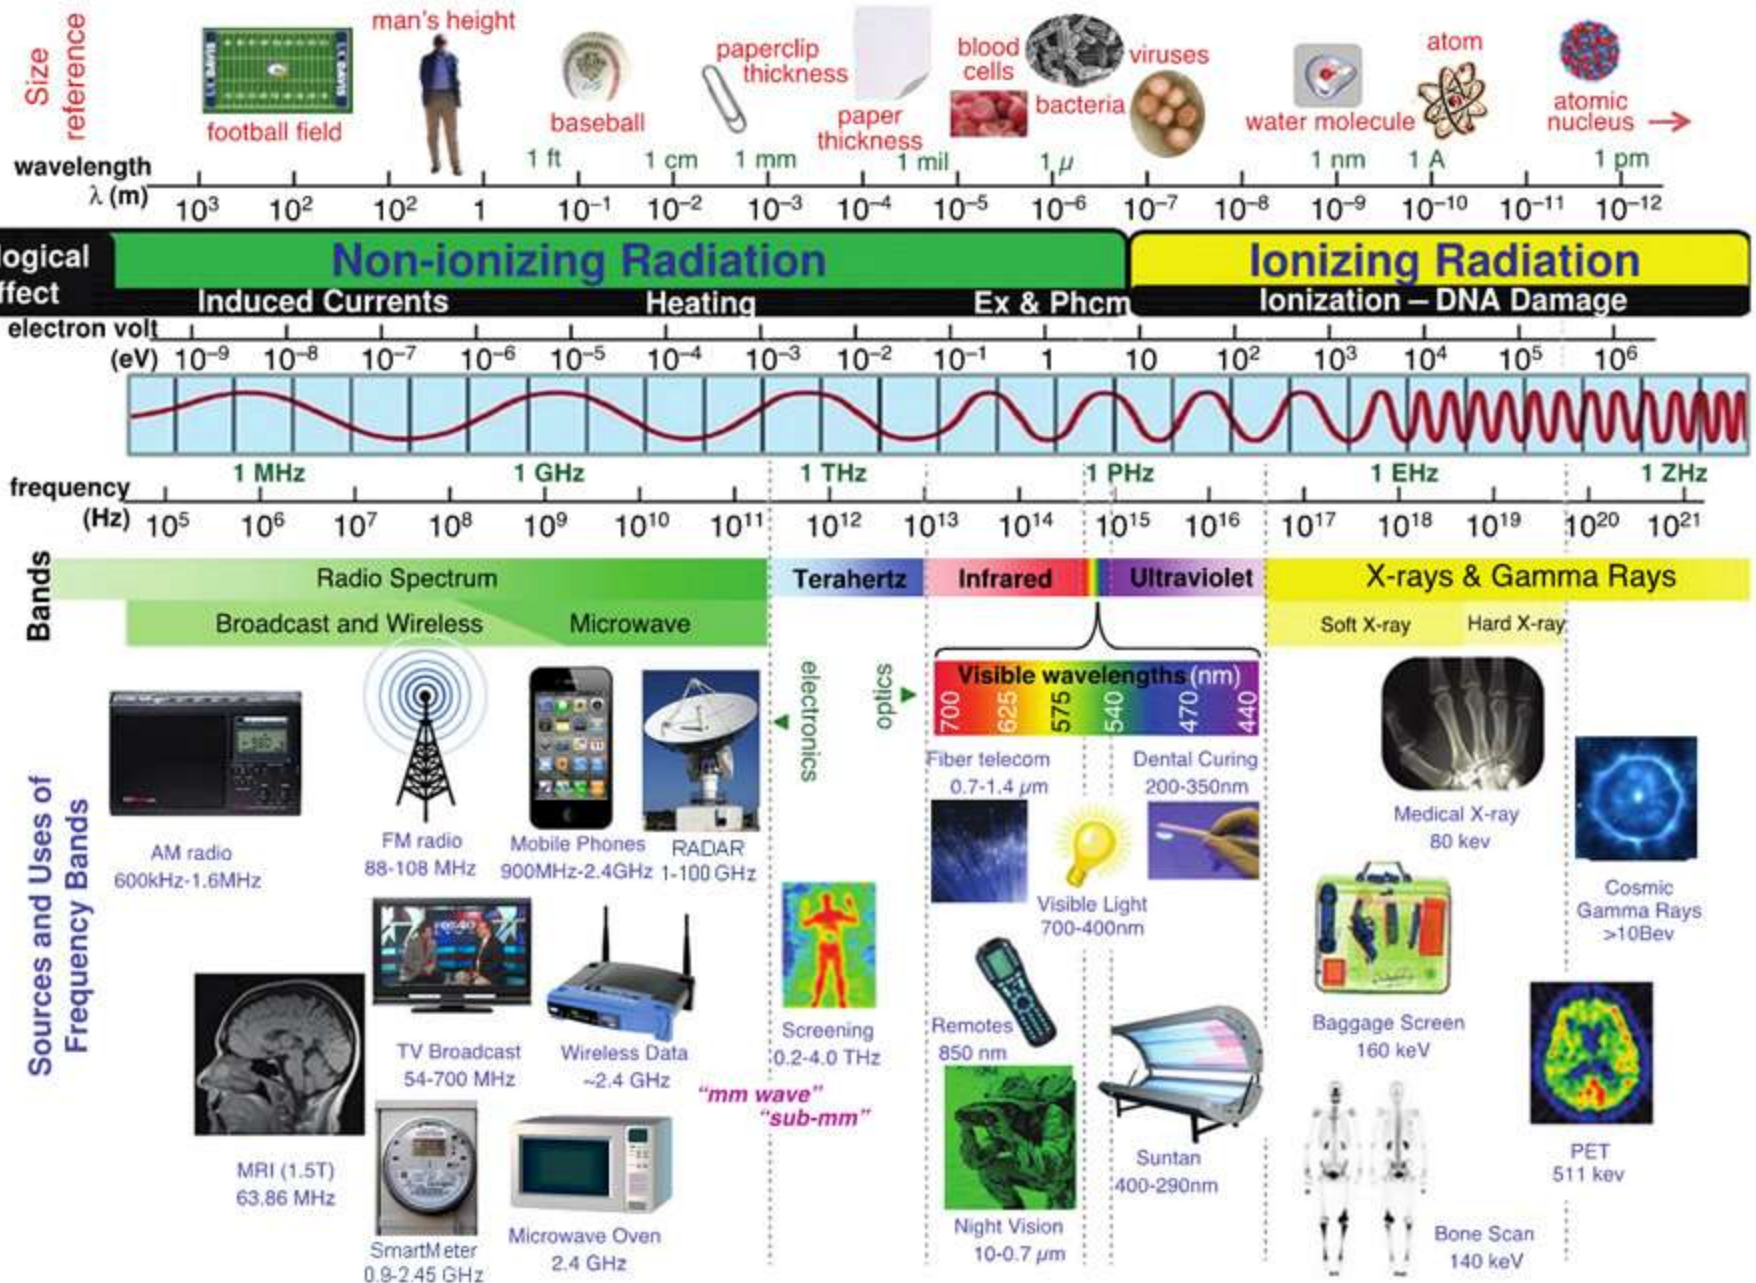 Size
reference
football field
man's height
baseball
paperclip
thickness
paper
thickness
blood
cells
bacteria
viruses
water molecule
atom
atomic
nucleus
wavelength
λ (m)
1 ft
1 cm
1 mm
1 mil
1 μ
1 nm
1 A
1 pm
10³ 10² 10² 1 10⁻¹ 10⁻² 10⁻³ 10⁻⁴ 10⁻⁵ 10⁻⁶ 10⁻⁷ 10⁻⁸ 10⁻⁹ 10⁻¹⁰ 10⁻¹¹ 10⁻¹²
logical
ffect
Non-ionizing Radiation
Ionizing Radiation
Induced Currents
Heating
Ex & Phcm
Ionization – DNA Damage
electron volt
(eV) 10⁻⁹ 10⁻⁸ 10⁻⁷ 10⁻⁶ 10⁻⁵ 10⁻⁴ 10⁻³ 10⁻² 10⁻¹ 1 10 10² 10³ 10⁴ 10⁵ 10⁶
1 MHz 1 GHz 1 THz 1 PHz 1 EHz 1 ZHz
frequency
(Hz) 10⁵ 10⁶ 10⁷ 10⁸ 10⁹ 10¹⁰ 10¹¹ 10¹² 10¹³ 10¹⁴ 10¹⁵ 10¹⁶ 10¹⁷ 10¹⁸ 10¹⁹ 10²⁰ 10²¹
Bands
Radio Spectrum
Terahertz
Infrared
Ultraviolet
X-rays & Gamma Rays
Broadcast and Wireless
Microwave
Soft X-ray
Hard X-ray
electronics
optics
Visible wavelengths (nm)
700 625 575 540 470 440
Sources and Uses of
Frequency Bands
AM radio
600kHz-1.6MHz
FM radio
88-108 MHz
Mobile Phones
900MHz-2.4GHz
RADAR
1-100 GHz
Fiber telecom
0.7-1.4 μm
Dental Curing
200-350nm
Visible Light
700-400nm
Medical X-ray
80 kev
Cosmic
Gamma Rays
>10Bev
TV Broadcast
54-700 MHz
Wireless Data
~2.4 GHz
Screening
0.2-4.0 THz
"mm wave"
"sub-mm"
Remotes
850 nm
Baggage Screen
160 keV
MRI (1.5T)
63.86 MHz
SmartMeter
0.9-2.45 GHz
Microwave Oven
2.4 GHz
Night Vision
10-0.7 μm
Suntan
400-290nm
Bone Scan
140 keV
PET
511 kev